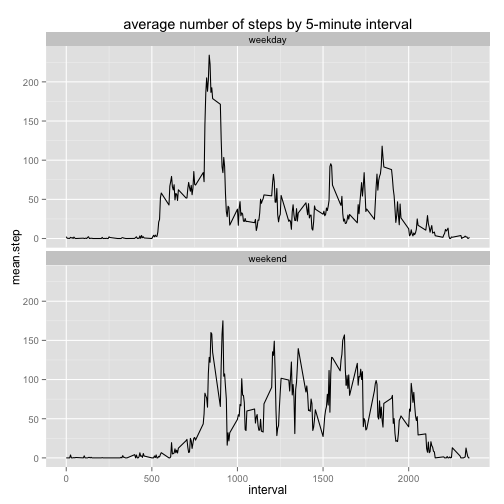 average number of steps by 5-minute interval
weekday
200
150
100
50
0
mean.step
weekend
200
150
100
50
0
0 500 1000 1500 2000
interval